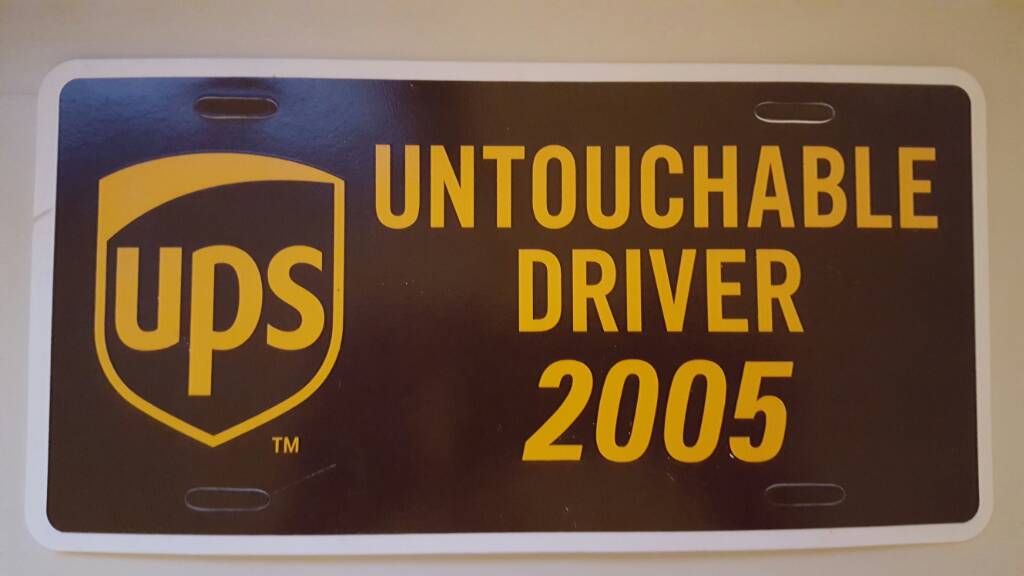 UNTOUCHABLE
DRIVER
2005
ups
TM